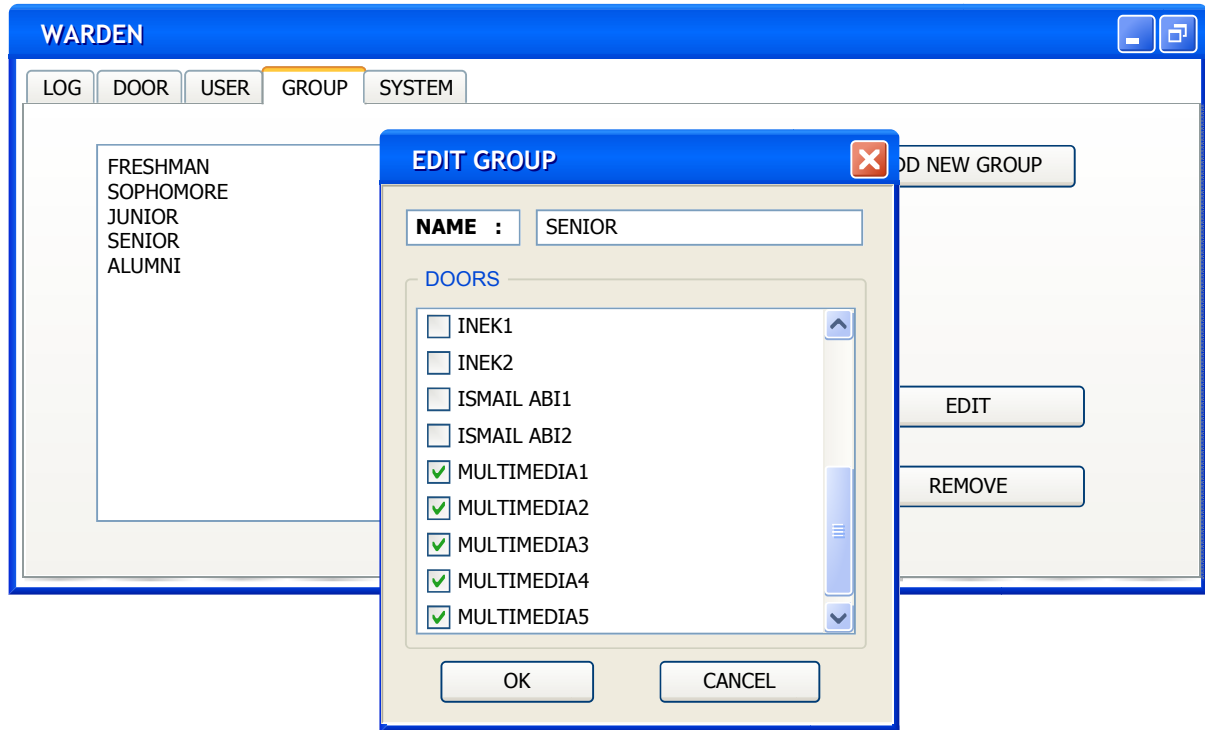 WARDEN
LOG DOOR USER GROUP SYSTEM
FRESHMAN
SOPHOMORE
JUNIOR
SENIOR
ALUMNI
NEW GROUP
EDIT
REMOVE
EDIT GROUP
NAME : SENIOR
DOORS
INEK1
INEK2
ISMAIL ABI1
ISMAIL ABI2
MULTIMEDIA1
MULTIMEDIA2
MULTIMEDIA3
MULTIMEDIA4
MULTIMEDIA5
OK CANCEL